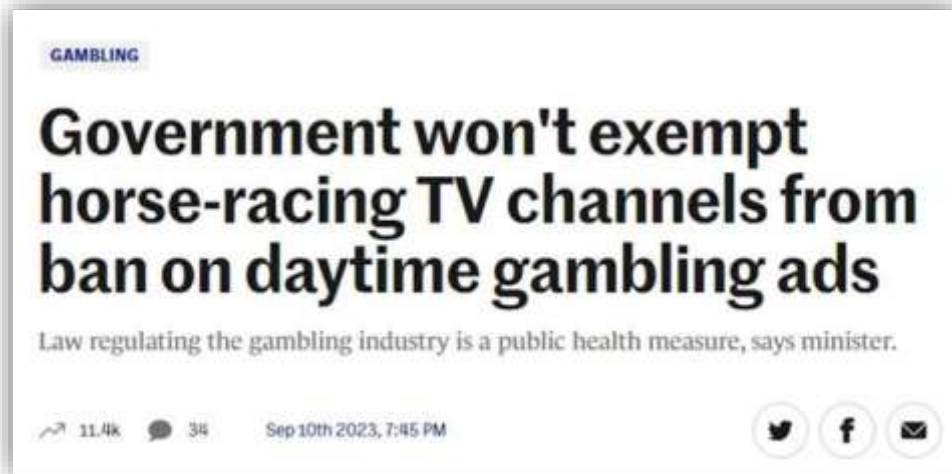 GAMBLING
Government won't exempt
horse-racing TV channels from
ban on daytime gambling ads
Law regulating the gambling industry is a public health measure, says minister.
11.4k 34 Sep 10th 2023, 7:45 PM